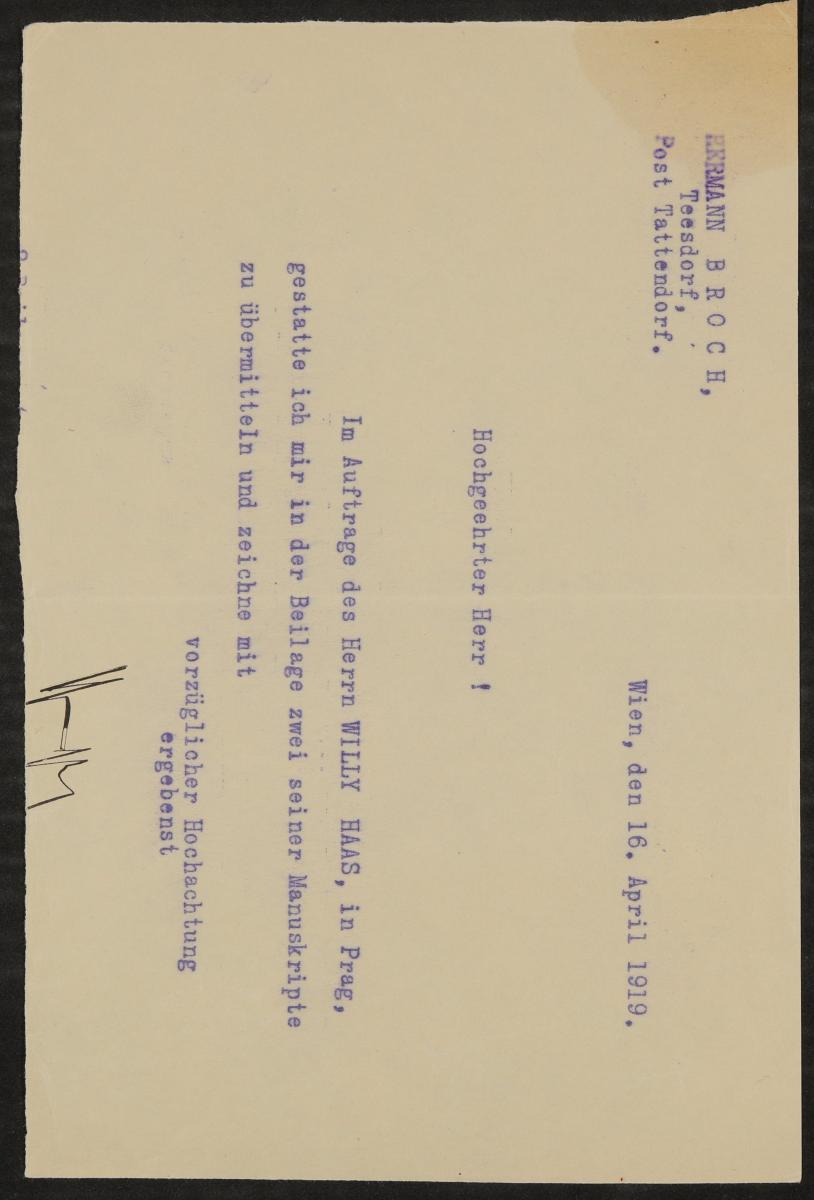 HERMANN B R O C H,
Teesdorf,
Post Tattendorf.
Wien, den 16. April 1919.
Hochgeehrter Herr !
Im Auftrage des Herrn WILLY HAAS, in Prag,
gestatte ich mir in der Beilage zwei seiner Manuskripte
zu übermitteln und zeichne mit
vorzüglicher Hochachtung
ergebenst